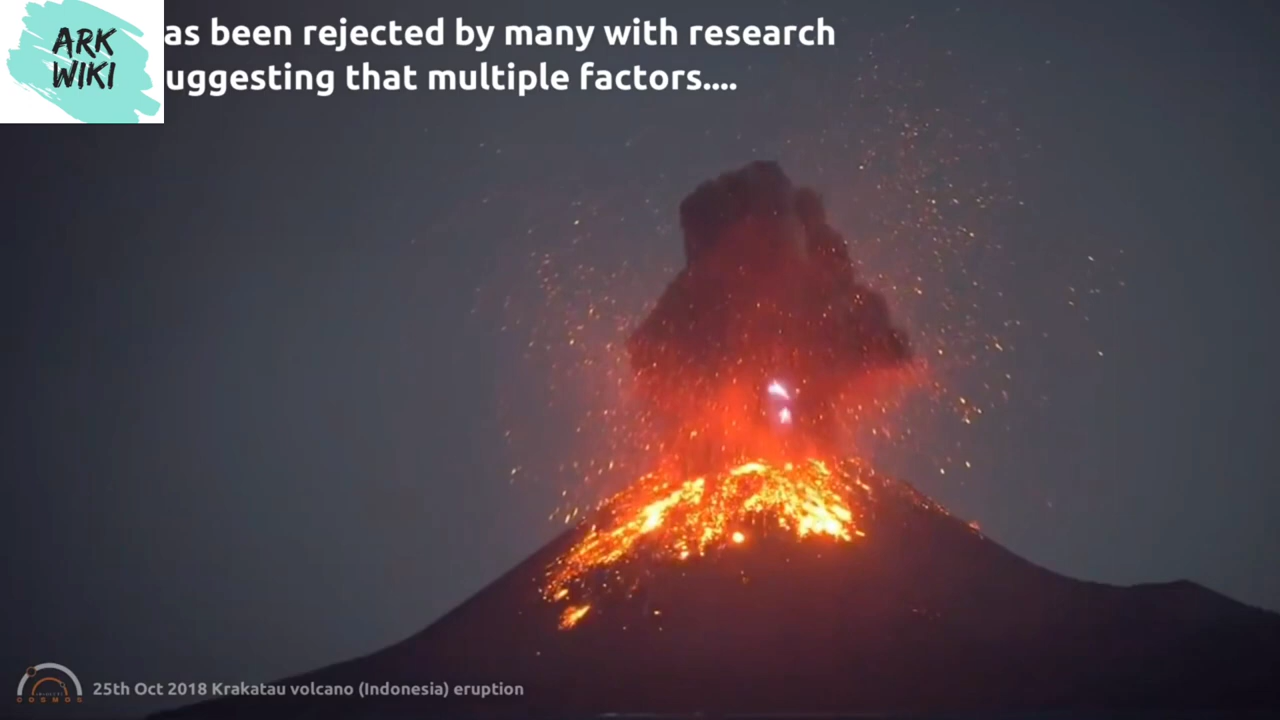 ARK
WIKI
as been rejected by many with research
uggesting that multiple factors....
COSMOS
25th Oct 2018 Krakatau volcano (Indonesia) eruption